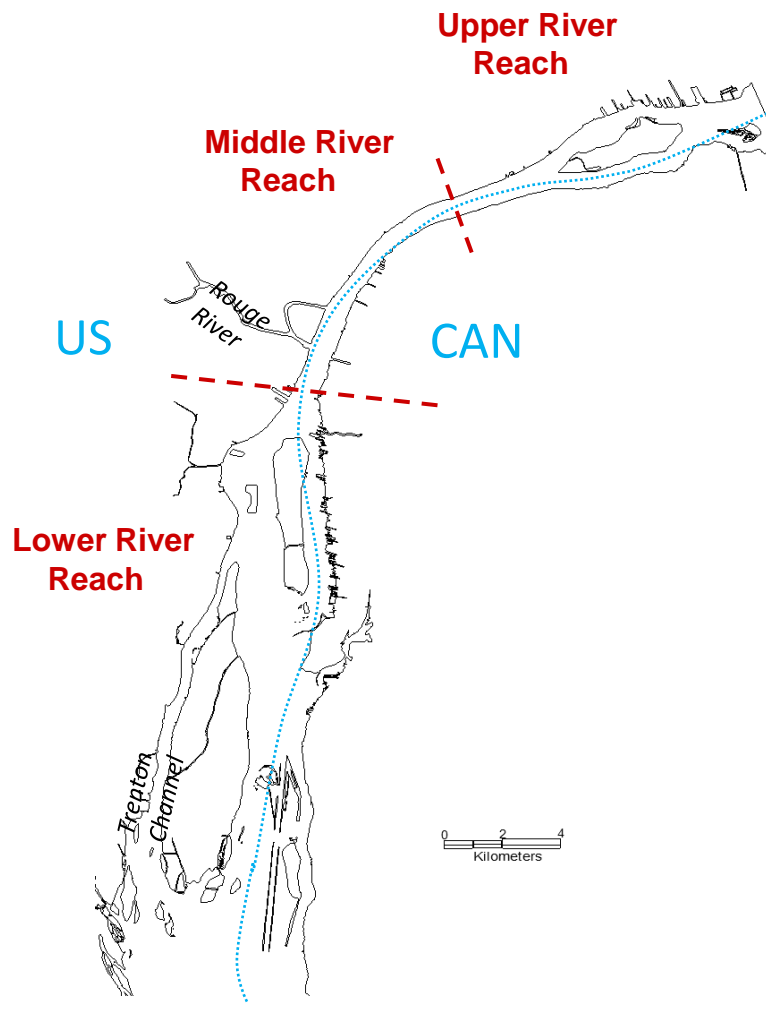 Upper River
Reach
Middle River
Reach
Rouge
River
US
CAN
Lower River
Reach
Trenton
Channel
0 2 4
Kilometers